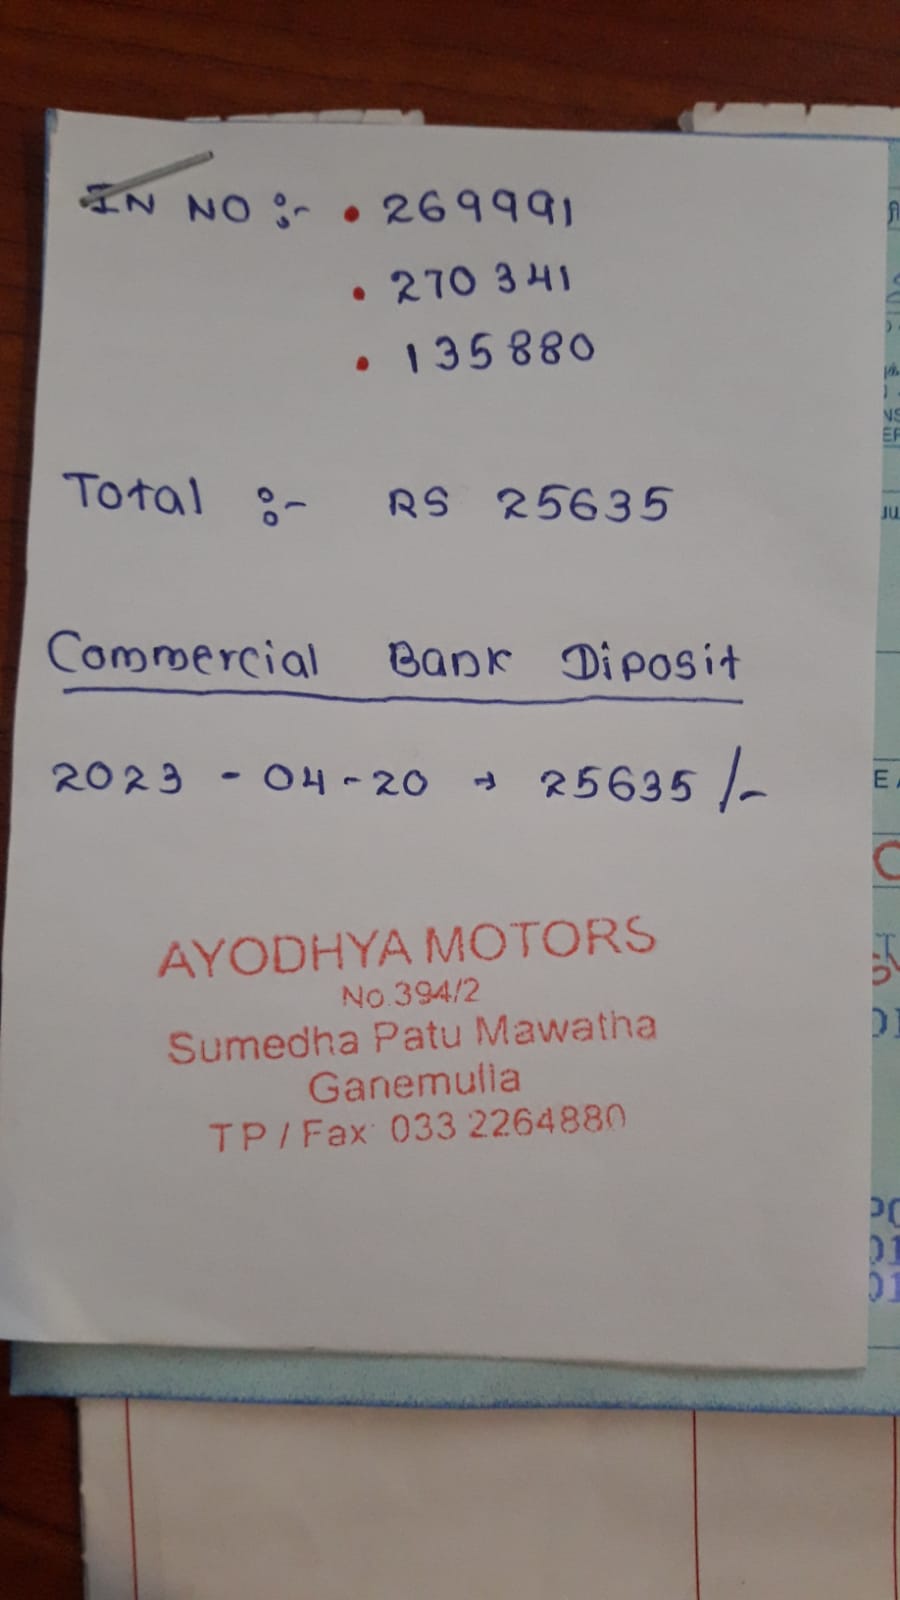 IN NO :- • 269991
• 270341
• 135880
Total :- RS 25635
Commercial Bank Diposit
2023 - 04 - 20 → 25635/-
AYODHYA MOTORS
No.394/2
Sumedha Patu Mawatha
Ganemulla
TP / Fax 033 2264880